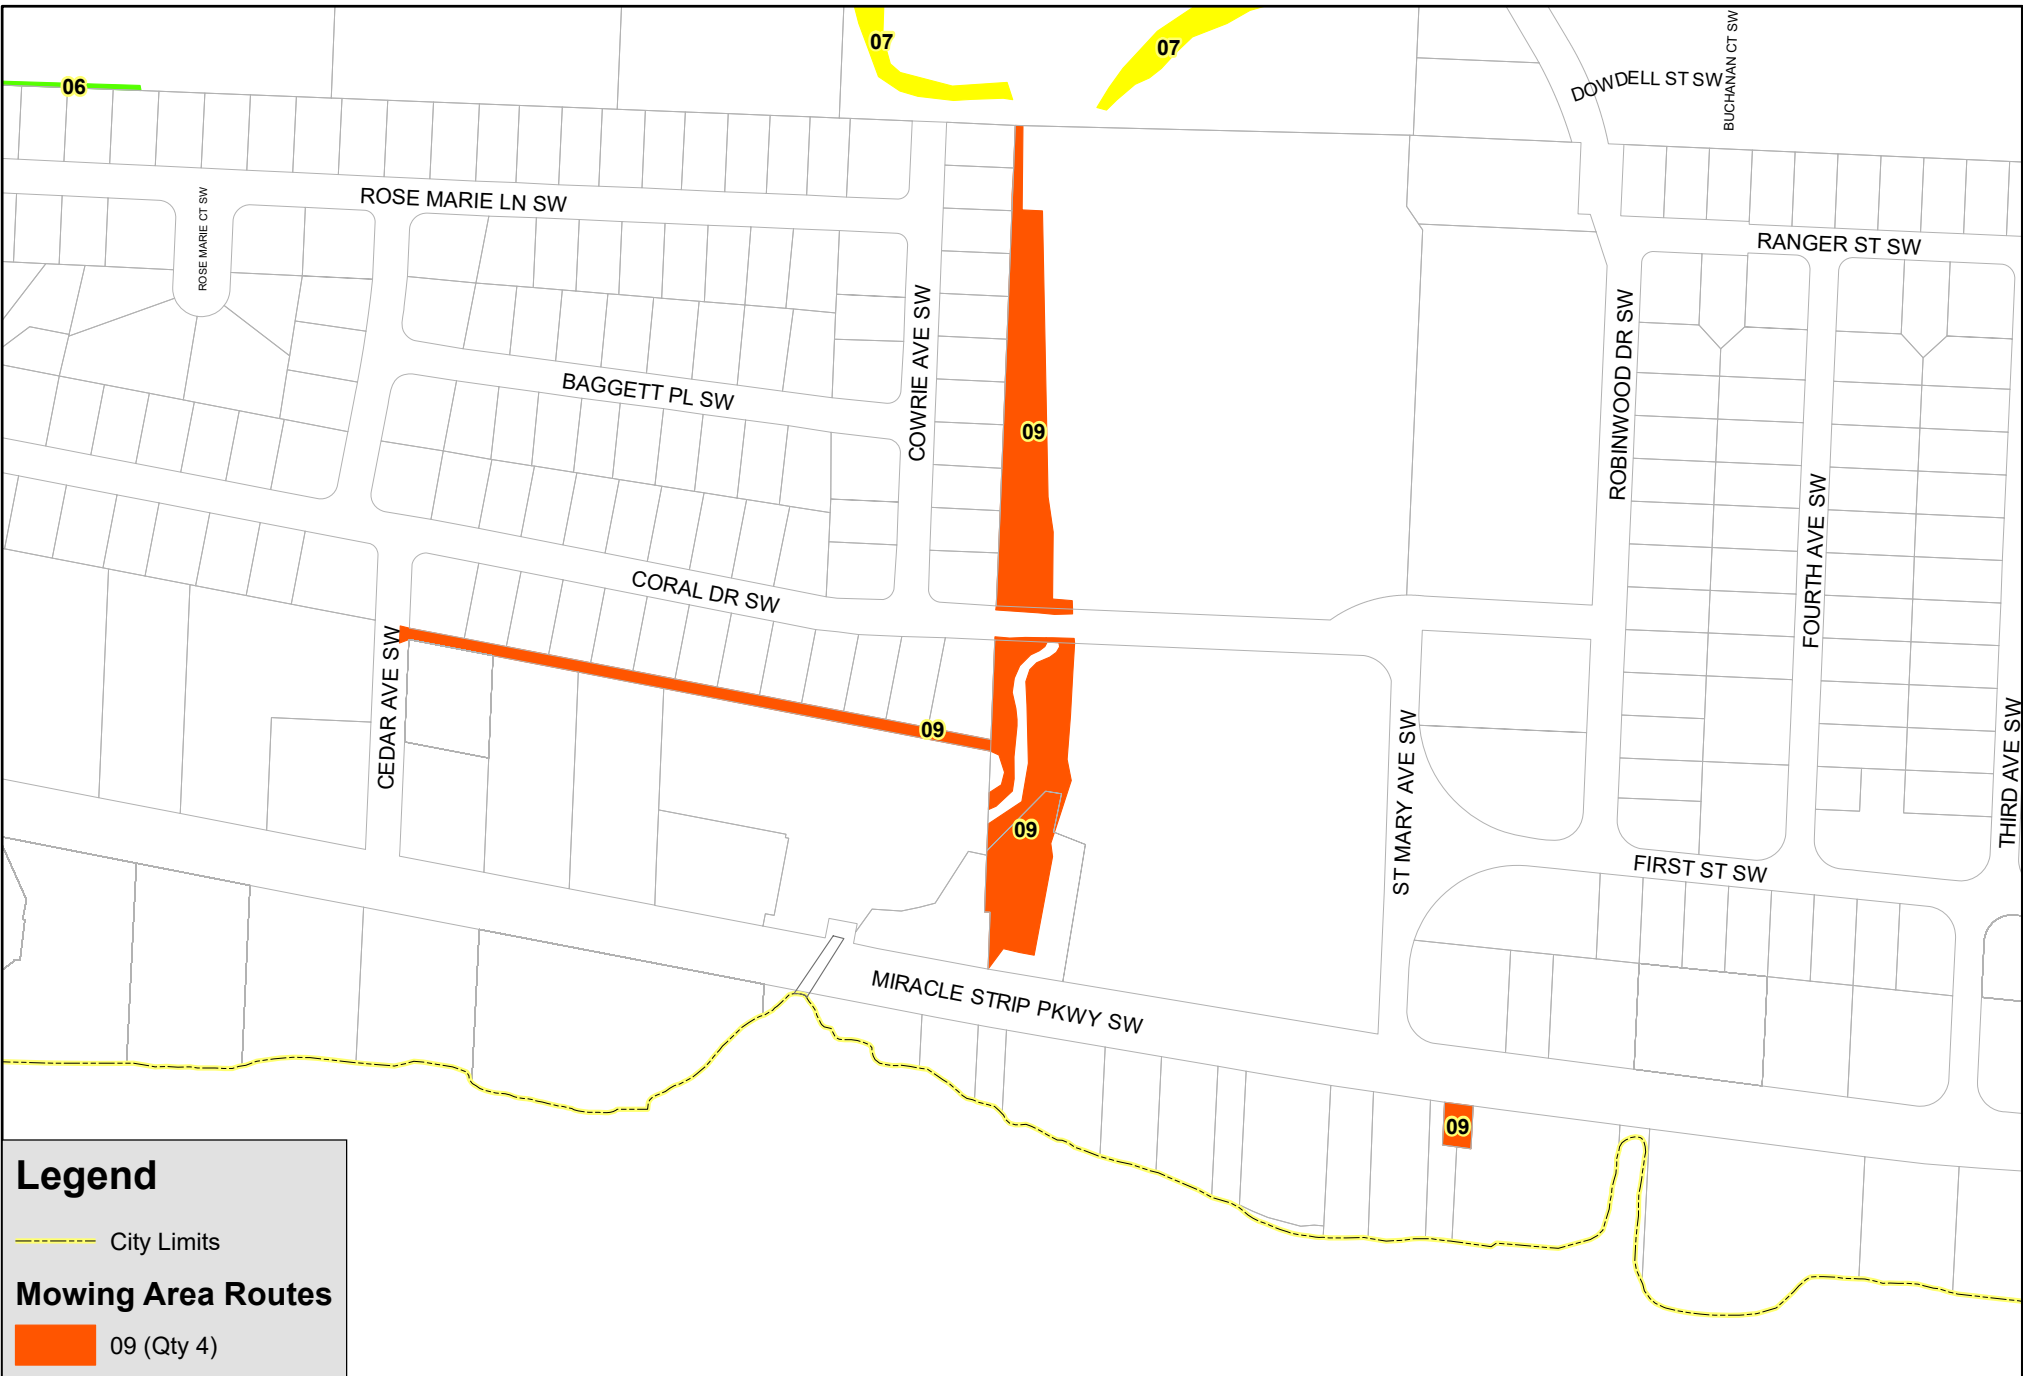 07
07
06
DOWDELL ST SW
BUCHANAN CT SW
ROSE MARIE LN SW
ROSE MARIE CT SW
RANGER ST SW
COWRIE AVE SW
ROBINWOOD DR SW
BAGGETT PL SW
09
FOURTH AVE SW
CORAL DR SW
CEDAR AVE SW
09
ST MARY AVE SW
THIRD AVE SW
09
FIRST ST SW
MIRACLE STRIP PKWY SW
09
Legend
City Limits
Mowing Area Routes
09 (Qty 4)